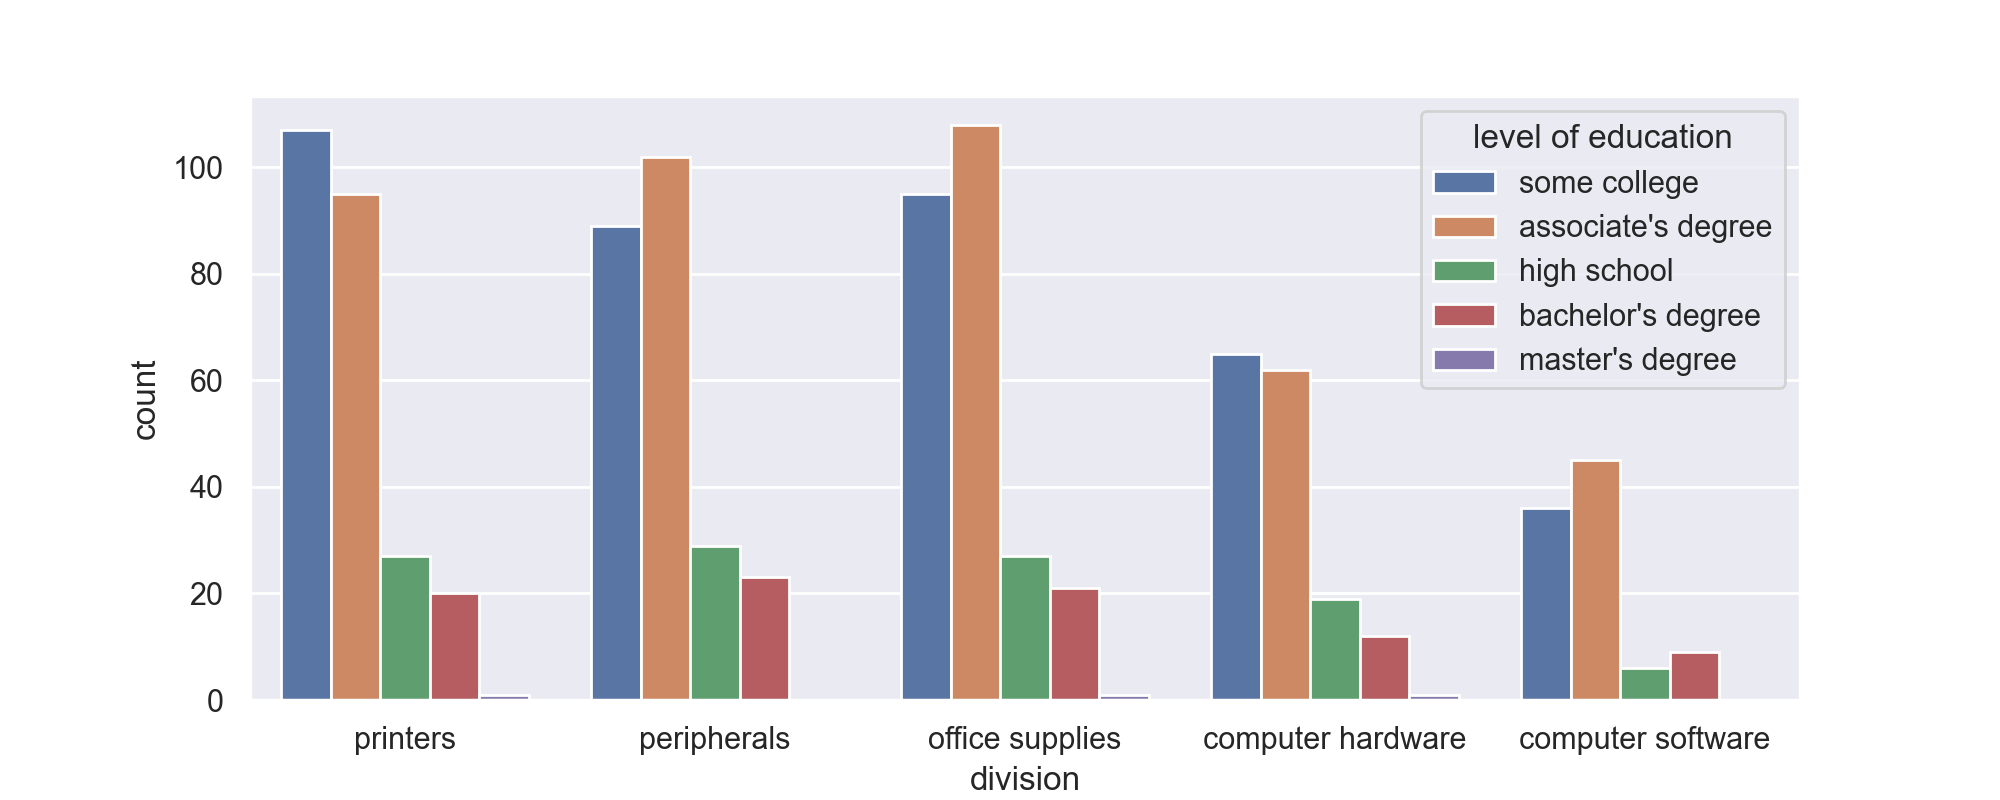 level of education
some college
associate's degree
high school
bachelor's degree
master's degree
count
100
80
60
40
20
0
printers peripherals office supplies computer hardware computer software
division